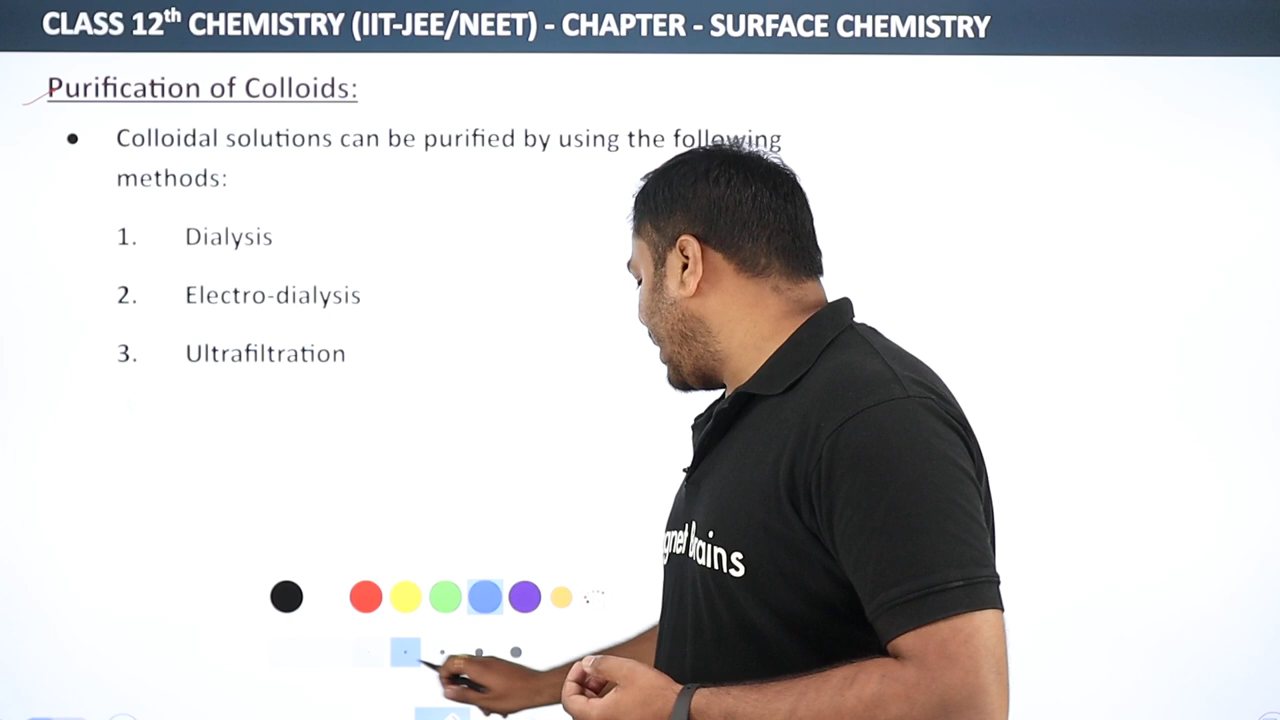 CLASS 12th CHEMISTRY (IIT-JEE/NEET) - CHAPTER - SURFACE CHEMISTRY
Purification of Colloids:
● Colloidal solutions can be purified by using the following
methods:
1. Dialysis
2. Electro-dialysis
3. Ultrafiltration
Brains